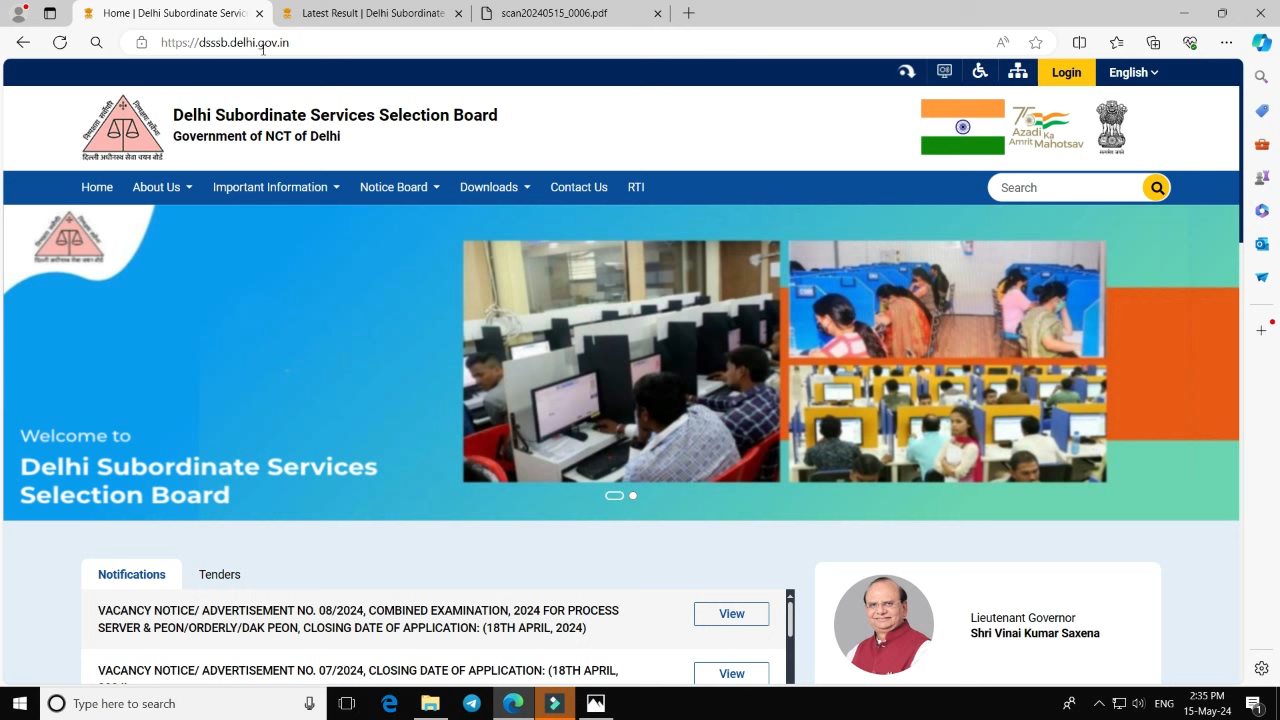 Home | Delhi Subordinate Servic
Latest Result | Delhi Subordinate
scan20240515_0006.pdf
https://dsssb.delhi.gov.in
Login
English
दिल्ली अधीनस्थ सेवा चयन बोर्ड
Delhi Subordinate Services Selection Board
Government of NCT of Delhi
75
Azadi Ka
Amrit Mahotsav
Home
About Us
Important Information
Notice Board
Downloads
Contact Us
RTI
Search
Welcome to
Delhi Subordinate Services
Selection Board
Notifications
Tenders
VACANCY NOTICE/ ADVERTISEMENT NO. 08/2024, COMBINED EXAMINATION, 2024 FOR PROCESS
SERVER & PEON/ORDERLY/DAK PEON, CLOSING DATE OF APPLICATION: (18TH APRIL, 2024)
View
VACANCY NOTICE/ ADVERTISEMENT NO. 07/2024, CLOSING DATE OF APPLICATION: (18TH APRIL,
View
Lieutenant Governor
Shri Vinai Kumar Saxena
Type here to search
ENG
2:35 PM
15-May-24
1